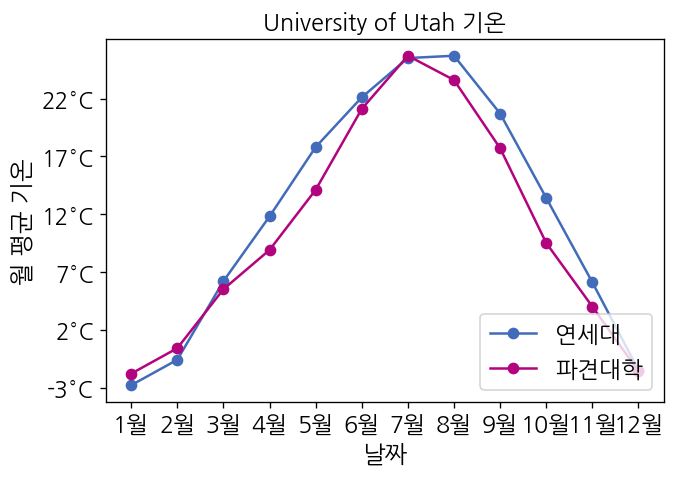 University of Utah 기온
월 평균 기온
22˚C
17˚C
12˚C
7˚C
2˚C
-3˚C
연세대
파견대학
1월 2월 3월 4월 5월 6월 7월 8월 9월 10월 11월 12월
날짜